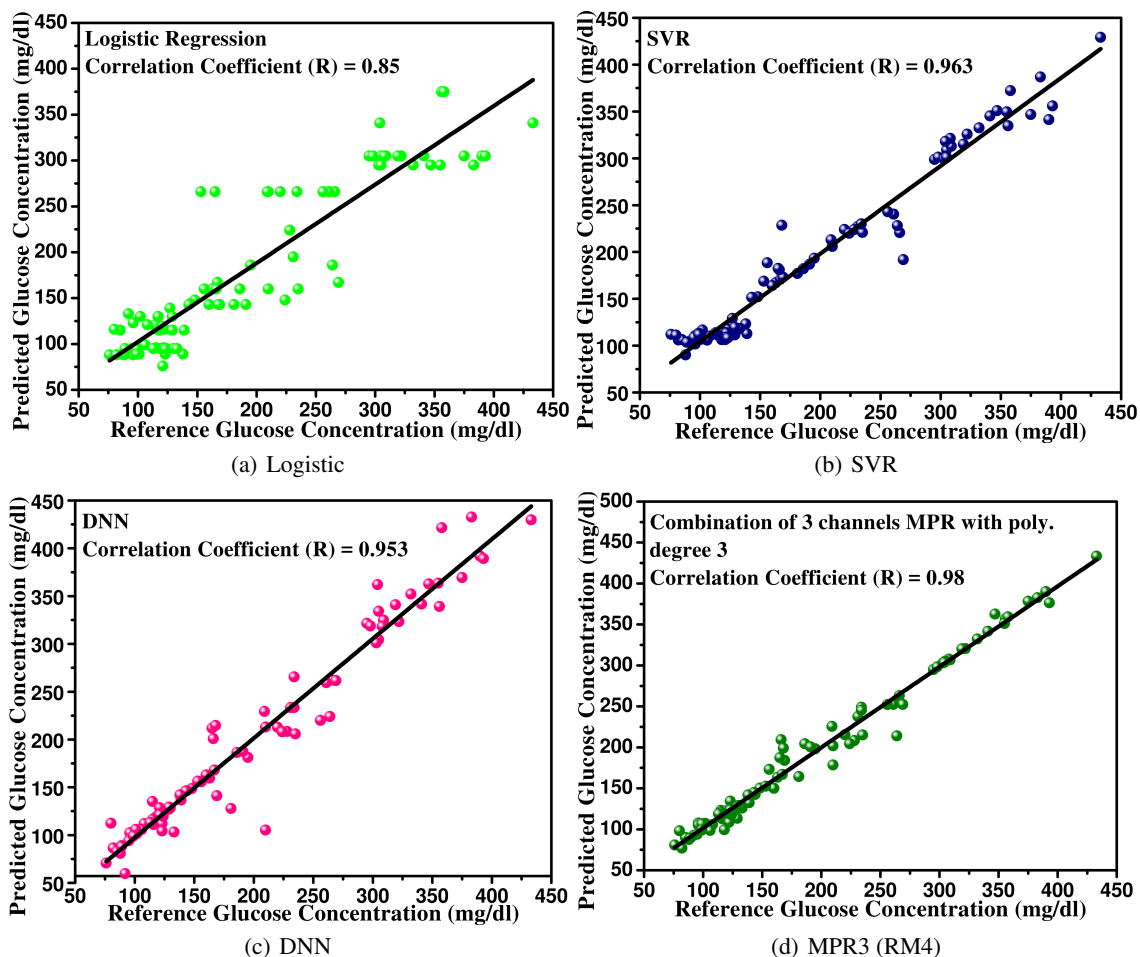 Logistic Regression
Correlation Coefficient (R) = 0.85
Predicted Glucose Concentration (mg/dl)
450
400
350
300
250
200
150
100
50
50 100 150 200 250 300 350 400 450
Reference Glucose Concentration (mg/dl)
(a) Logistic
SVR
Correlation Coefficient (R) = 0.963
Predicted Glucose Concentration (mg/dl)
450
400
350
300
250
200
150
100
50
50 100 150 200 250 300 350 400 450
Reference Glucose Concentration (mg/dl)
(b) SVR
DNN
Correlation Coefficient (R) = 0.953
Predicted Glucose Concentration (mg/dl)
450
400
350
300
250
200
150
100
50
50 100 150 200 250 300 350 400 450
Reference Glucose Concentration (mg/dl)
(c) DNN
Combination of 3 channels MPR with poly.
degree 3
Correlation Coefficient (R) = 0.98
Predicted Glucose Concentration (mg/dl)
500
450
400
350
300
250
200
150
100
50
50 100 150 200 250 300 350 400 450
Reference Glucose Concentration (mg/dl)
(d) MPR3 (RM4)